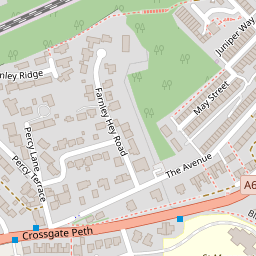 Juniper Way
nley Ridge
Farnley Hey Road
May Street
Percy Lane
Percy Terrace
The Avenue
A6
Crossgate Peth